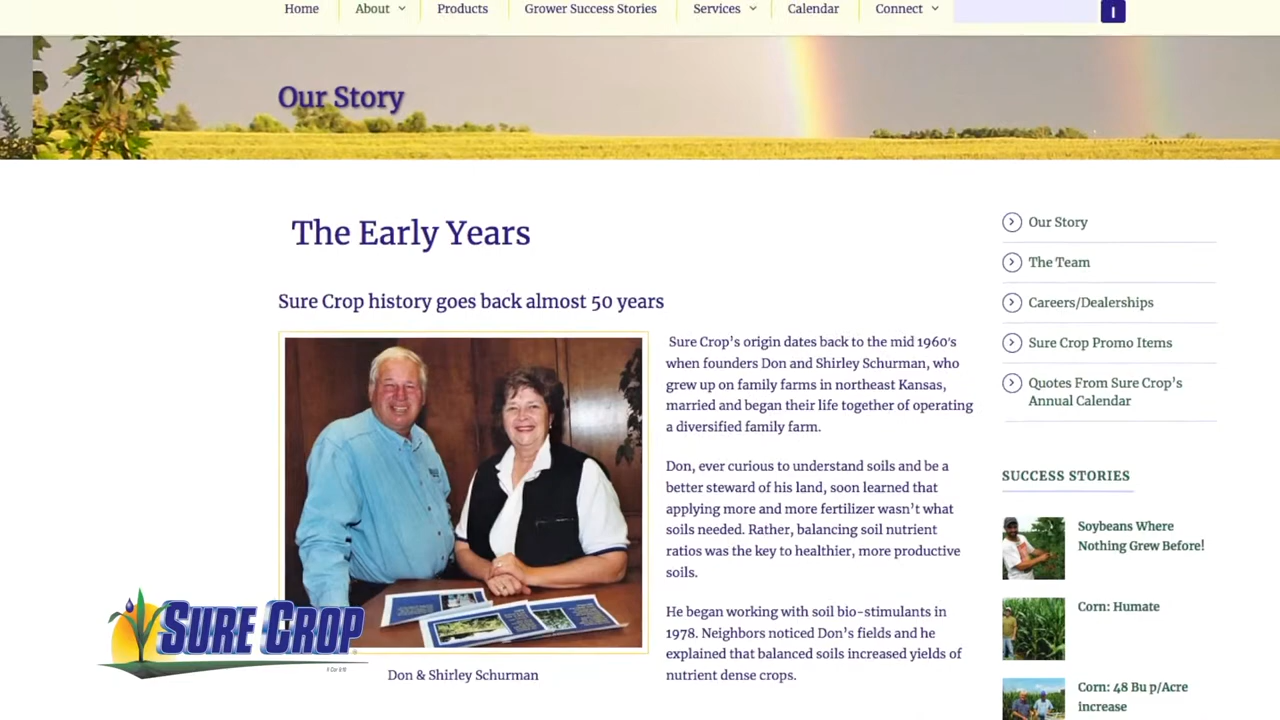 Home
About
Products
Grower Success Stories
Services
Calendar
Connect
Our Story
The Early Years
Sure Crop history goes back almost 50 years
Sure Crop’s origin dates back to the mid 1960's
when founders Don and Shirley Schurman, who
grew up on family farms in northeast Kansas,
married and began their life together of operating
a diversified family farm.
Don, ever curious to understand soils and be a
better steward of his land, soon learned that
applying more and more fertilizer wasn’t what
soils needed. Rather, balancing soil nutrient
ratios was the key to healthier, more productive
soils.
He began working with soil bio-stimulants in
1978. Neighbors noticed Don’s fields and he
explained that balanced soils increased yields of
nutrient dense crops.
Don & Shirley Schurman
SURE CROP
Our Story
The Team
Careers/Dealerships
Sure Crop Promo Items
Quotes From Sure Crop’s
Annual Calendar
SUCCESS STORIES
Soybeans Where
Nothing Grew Before!
Corn: Humate
Corn: 48 Bu p/Acre
increase